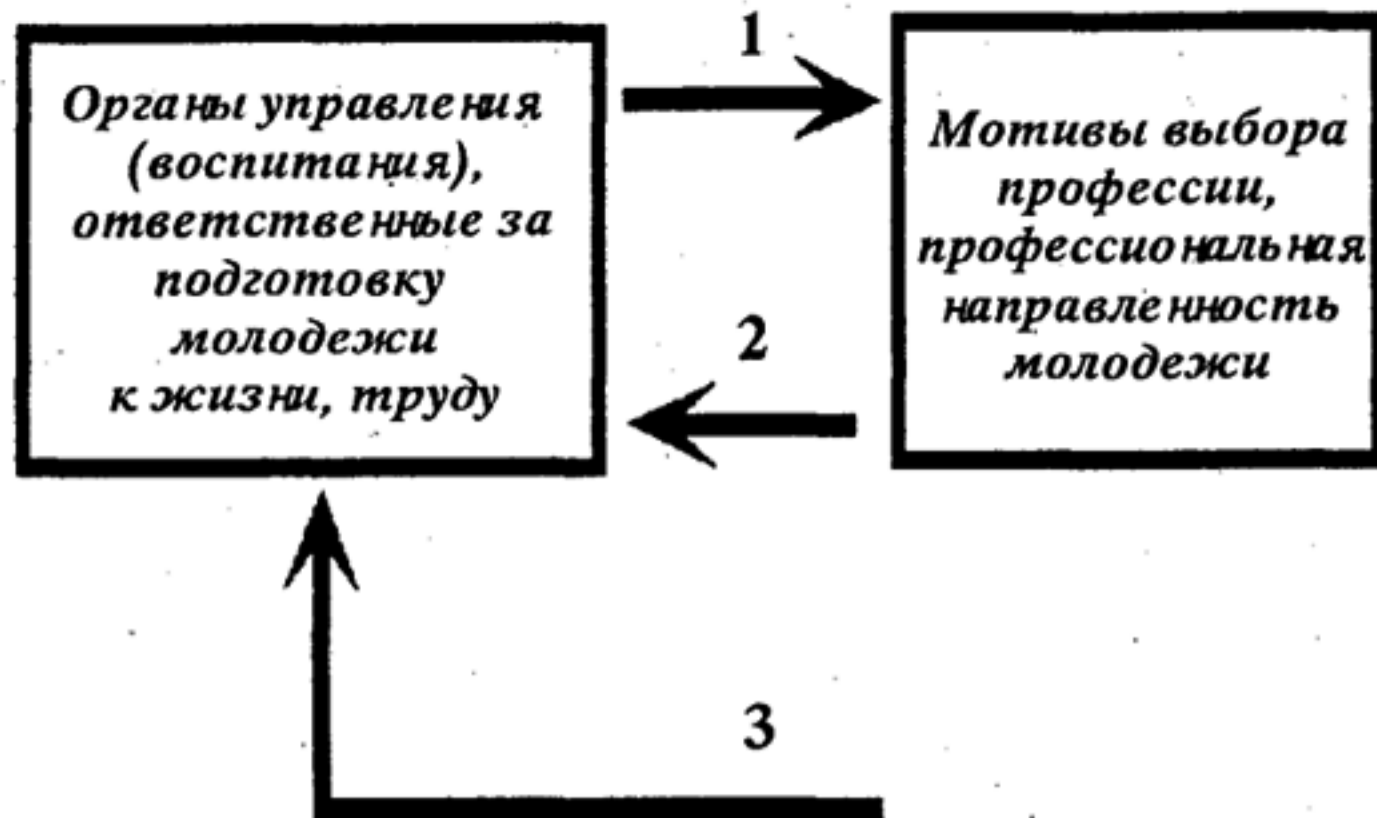 1
Органы управления
(воспитания),
ответственные за
подготовку
молодежи
к жизни, труду
Мотивы выбора
профессии,
профессиональная
направленность
молодежи
2
3